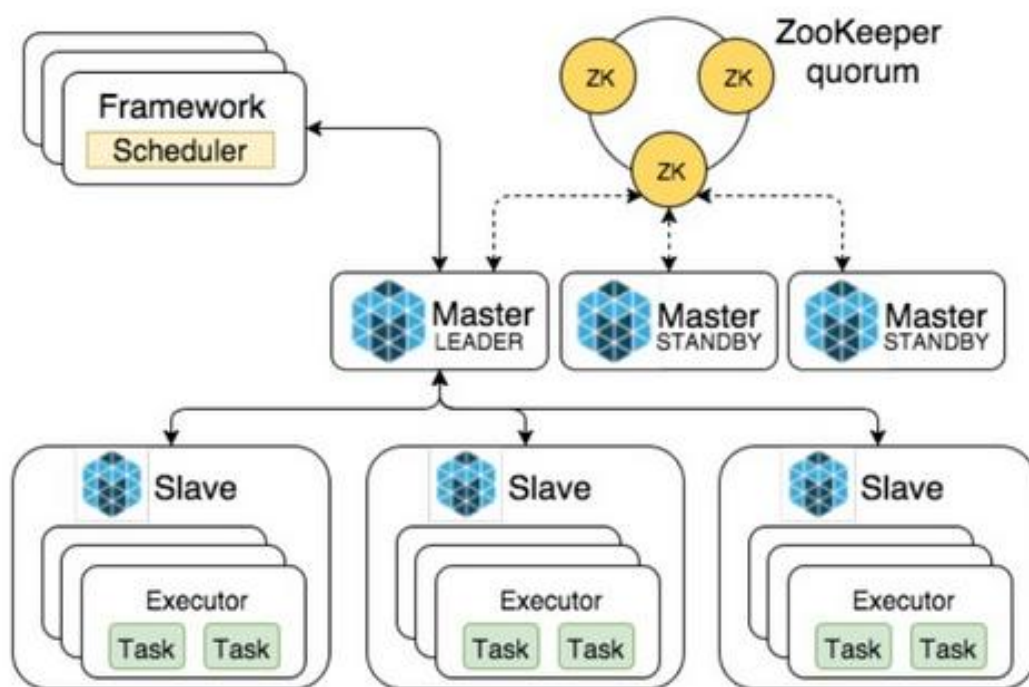 ZooKeeper
quorum
ZK
ZK
ZK
Framework
Scheduler
Master
LEADER
Master
STANDBY
Master
STANDBY
Slave
Executor
Task
Task
Slave
Executor
Task
Task
Slave
Executor
Task
Task